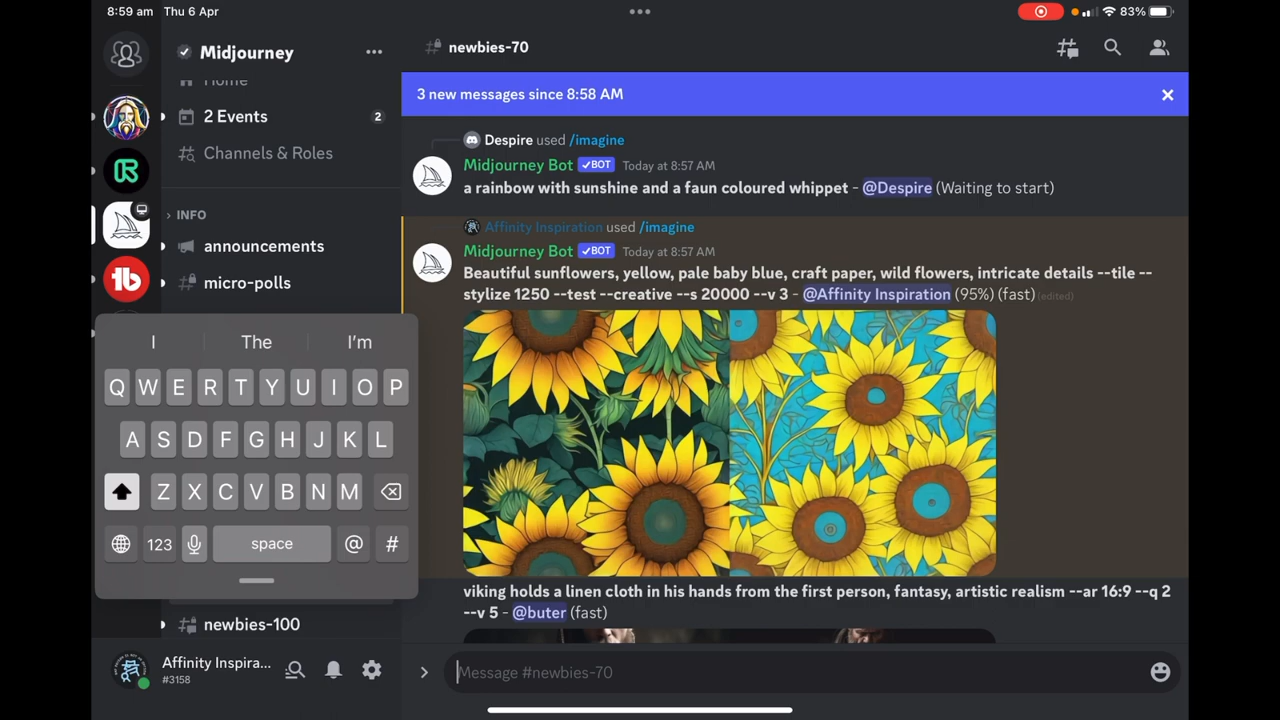 8:59 am Thu 6 Apr
83%
Midjourney
Home
2 Events
2
Channels & Roles
INFO
announcements
micro-polls
I The I'm
Q W E R T Y U I O P
A S D F G H J K L
Z X C V B N M
123 space @ #
newbies-100
Affinity Inspira...
#3158
newbies-70
3 new messages since 8:58 AM
Despire used /imagine
Midjourney Bot ✓BOT Today at 8:57 AM
a rainbow with sunshine and a faun coloured whippet - @Despire (Waiting to start)
Affinity Inspiration used /imagine
Midjourney Bot ✓BOT Today at 8:57 AM
Beautiful sunflowers, yellow, pale baby blue, craft paper, wild flowers, intricate details --tile --
stylize 1250 --test --creative --s 20000 --v 3 - @Affinity Inspiration (95%) (fast) (edited)
viking holds a linen cloth in his hands from the first person, fantasy, artistic realism --ar 16:9 --q 2
--v 5 - @buter (fast)
Message #newbies-70